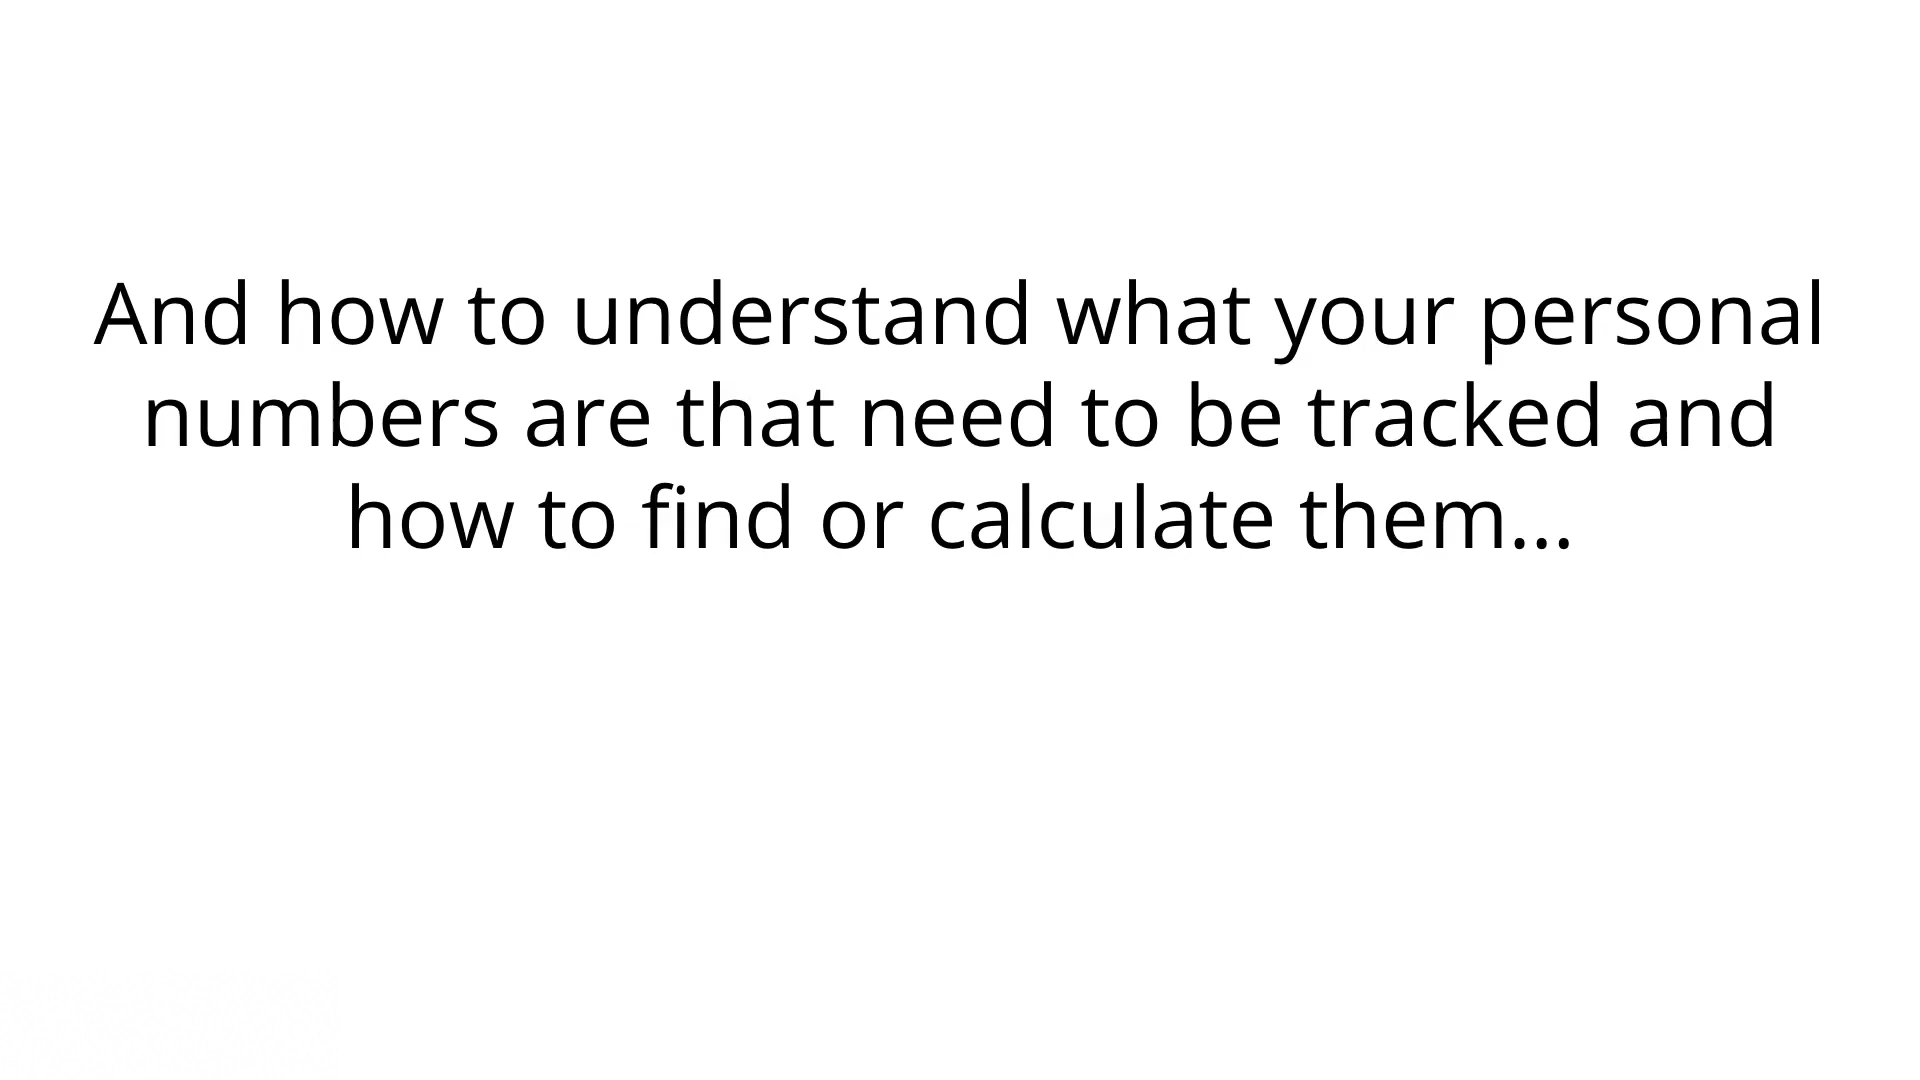 And how to understand what your personal
numbers are that need to be tracked and
how to find or calculate them...